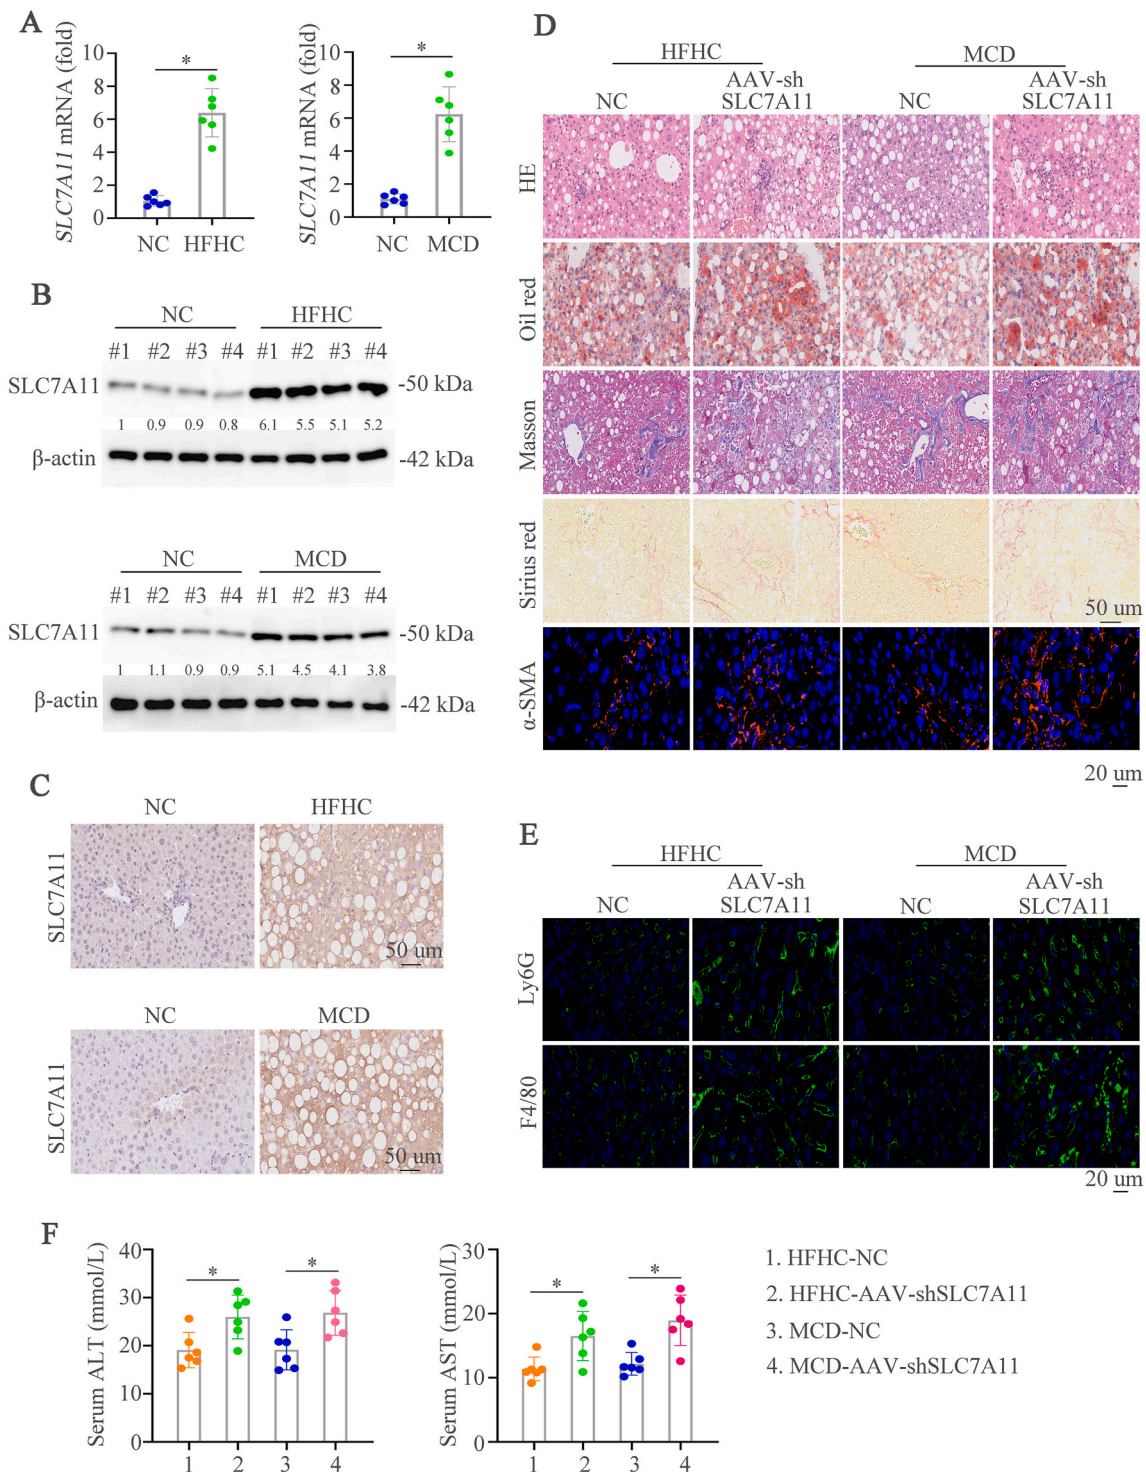 A
SLC7A11 mRNA (fold)
10
8
6
4
2
0
*
NC HFHC
SLC7A11 mRNA (fold)
10
8
6
4
2
0
*
NC MCD
B
NC HFHC
#1 #2 #3 #4 #1 #2 #3 #4
SLC7A11 -50 kDa
1 0.9 0.9 0.8 6.1 5.5 5.1 5.2
β-actin -42 kDa
NC MCD
#1 #2 #3 #4 #1 #2 #3 #4
SLC7A11 -50 kDa
1 1.1 0.9 0.9 5.1 4.5 4.1 3.8
β-actin -42 kDa
C
NC HFHC
SLC7A11
50 um
NC MCD
SLC7A11
50 um
D
HFHC MCD
NC AAV-sh SLC7A11 NC AAV-sh SLC7A11
HE
Oil red
Masson
Sirius red
50 um
α-SMA
20 um
E
HFHC MCD
NC AAV-sh SLC7A11 NC AAV-sh SLC7A11
Ly6G
F4/80
20 um
F
Serum ALT (mmol/L)
40
30
20
10
0
* *
1 2 3 4
Serum AST (mmol/L)
30
20
10
0
* *
1 2 3 4
1. HFHC-NC
2. HFHC-AAV-shSLC7A11
3. MCD-NC
4. MCD-AAV-shSLC7A11